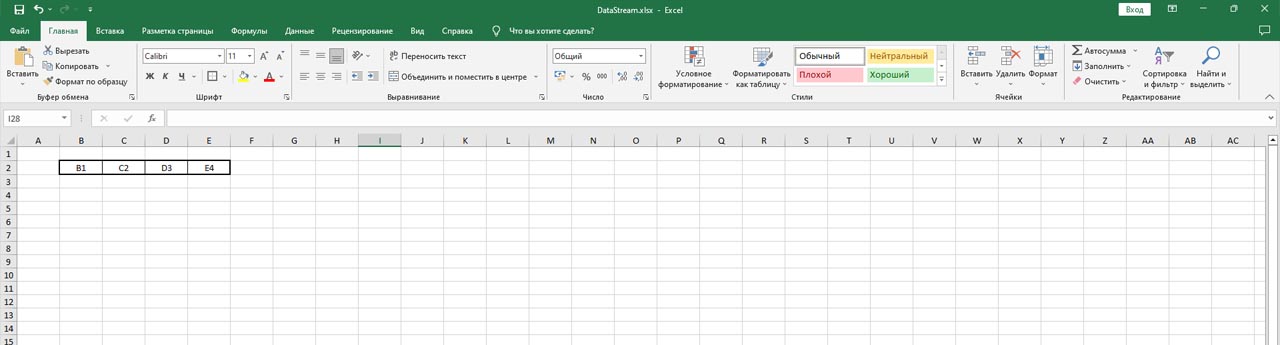 DataStream.xlsx - Excel
Вход
Файл Главная Вставка Разметка страницы Формулы Данные Рецензирование Вид Справка Что вы хотите сделать?
Вставить
Вырезать
Копировать
Формат по образцу
Буфер обмена
Calibri 11
Ж К Ч
А А
Шрифт
Переносить текст
Объединить и поместить в центре
Выравнивание
Общий
% 000
Число
Условное форматирование
Форматировать как таблицу
Обычный Нейтральный
Плохой Хороший
Стили
Вставить Удалить Формат
Ячейки
Автосумма
Заполнить
Очистить
Сортировка и фильтр
Найти и выделить
Редактирование
I28 fx
A B C D E F G H I J K L M N O P Q R S T U V W X Y Z AA AB AC
1
2 B1 C2 D3 E4
3
4
5
6
7
8
9
10
11
12
13
14
15